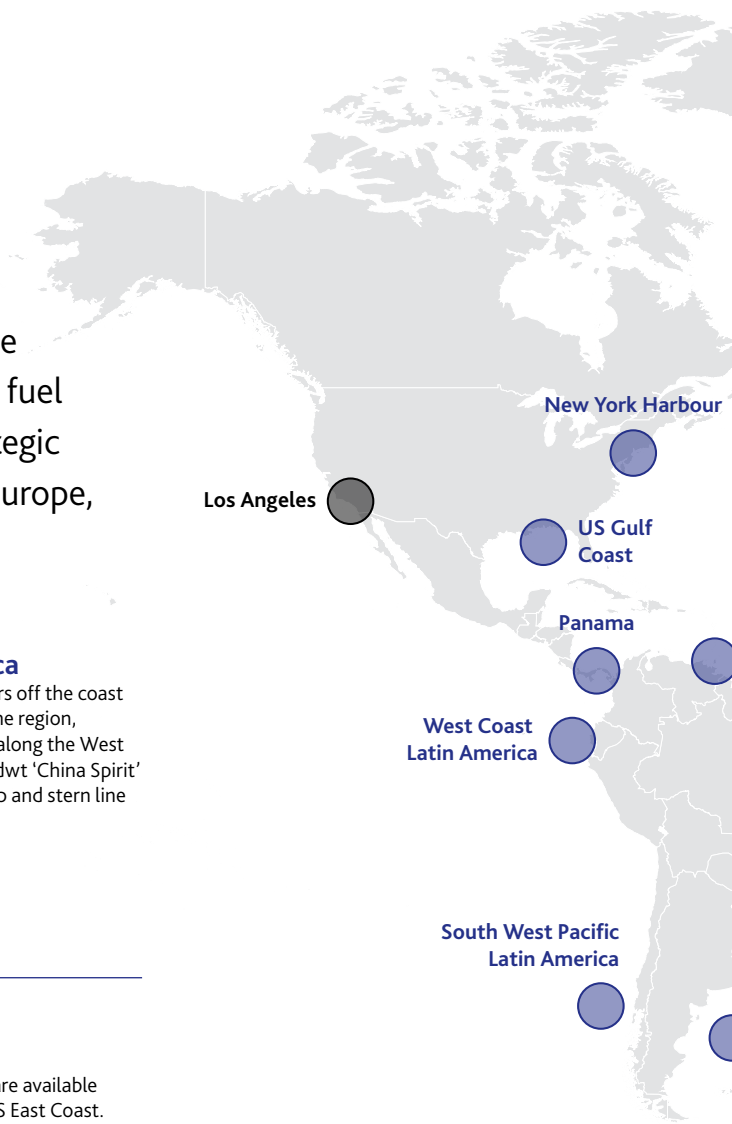 e
fuel
tegic
urope,
ca
rs off the coast
ne region,
along the West
dwt ‘China Spirit’
p and stern line
are available
S East Coast.
New York Harbour
Los Angeles
US Gulf
Coast
Panama
West Coast
Latin America
South West Pacific
Latin America